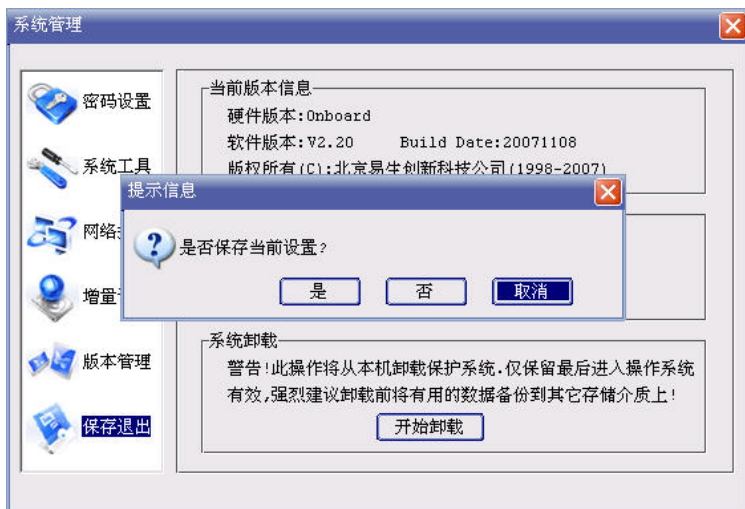 系统管理
密码设置
系统工具
网络
增量
版本管理
保存退出
当前版本信息
硬件版本:Onboard
软件版本:V2.20 Build Date:20071108
版权所有(C):北京易生创新科技公司(1998-2007)
提示信息
是否保存当前设置?
是
否
取消
系统卸载
警告!此操作将从本机卸载保护系统.仅保留最后进入操作系统
有效,强烈建议卸载前将有用的数据备份到其它存储介质上!
开始卸载